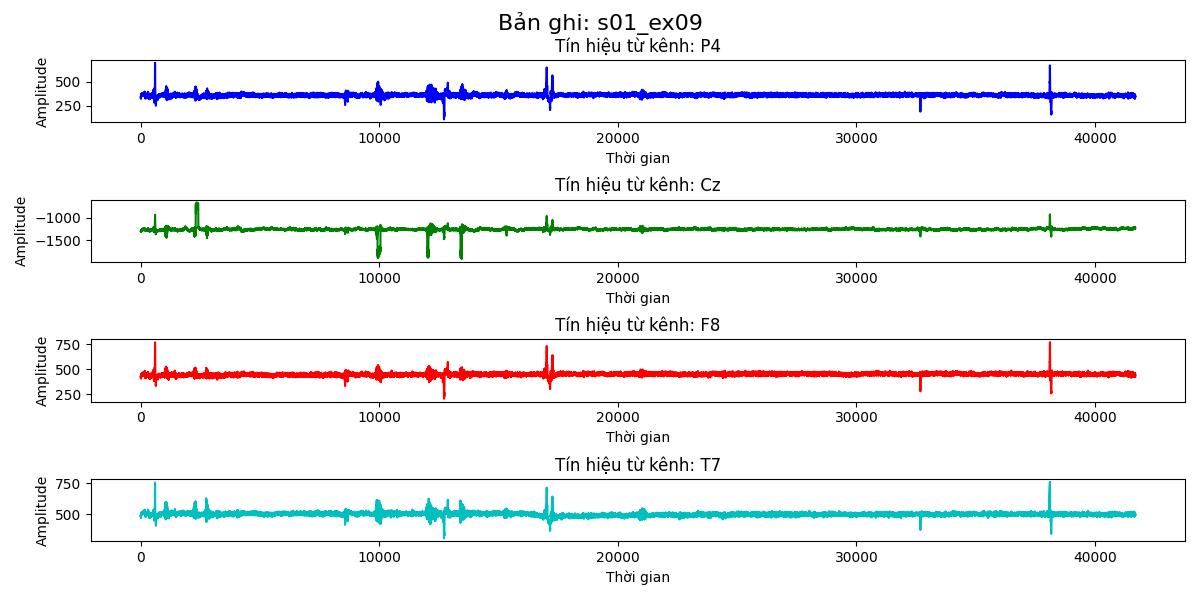 Bản ghi: s01_ex09
Tín hiệu từ kênh: P4
Amplitude
500
250
0 10000 20000 30000 40000
Thời gian
Tín hiệu từ kênh: Cz
Amplitude
−1000
−1500
0 10000 20000 30000 40000
Thời gian
Tín hiệu từ kênh: F8
Amplitude
750
500
250
0 10000 20000 30000 40000
Thời gian
Tín hiệu từ kênh: T7
Amplitude
750
500
0 10000 20000 30000 40000
Thời gian